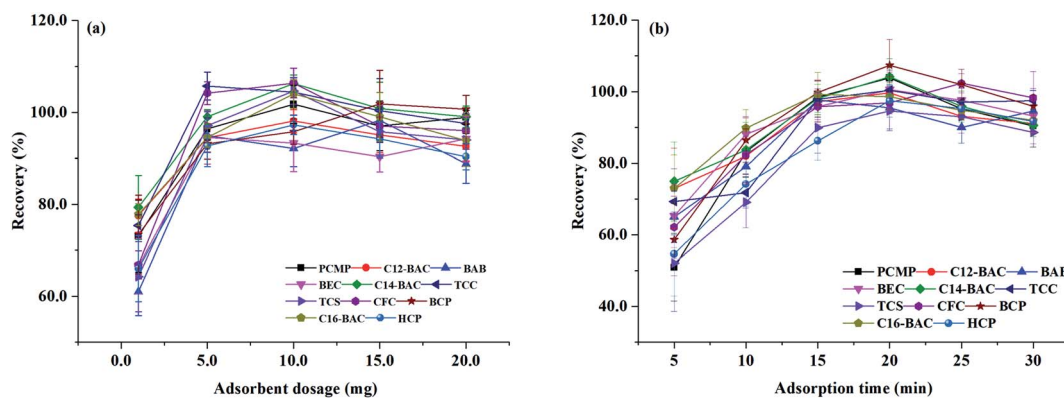 (a)
Recovery (%)
120.0
100.0
80.0
60.0
PCMP C12-BAC BAB
BEC C14-BAC TCC
TCS CFC BCP
C16-BAC HCP
0.0 5.0 10.0 15.0 20.0
Adsorbent dosage (mg)
(b)
Recovery (%)
120.0
100.0
80.0
60.0
40.0
PCMP C12-BAC BAB
BEC C14-BAC TCC
TCS CFC BCP
C16-BAC HCP
5 10 15 20 25 30
Adsorption time (min)